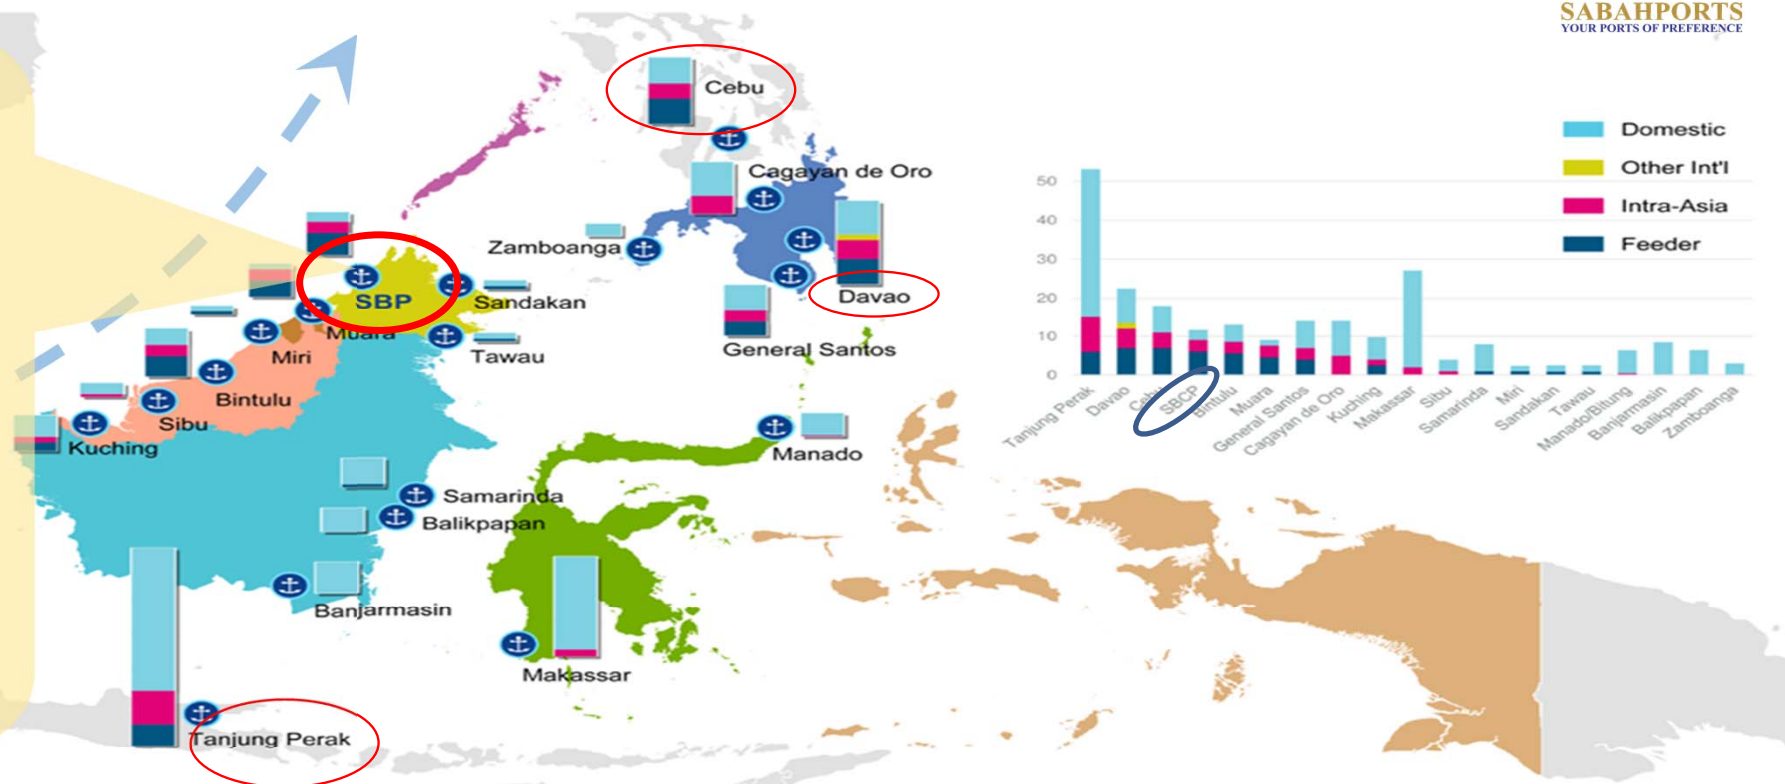 SABAHPORTS
YOUR PORTS OF PREFERENCE
Cebu
Cagayan de Oro
Zamboanga
Davao
General Santos
SBP
Sandakan
Muara
Miri
Tawau
Bintulu
Sibu
Kuching
Manado
Samarinda
Balikpapan
Banjarmasin
Makassar
Tanjung Perak
Domestic
Other Int'l
Intra-Asia
Feeder
50
40
30
20
10
0
Tanjung Perak
Davao
Cebu
SBCP
Bintulu
Muara
General Santos
Cagayan de Oro
Kuching
Makassar
Sibu
Samarinda
Miri
Sandakan
Tawau
Manado/Bitung
Banjarmasin
Balikpapan
Zamboanga